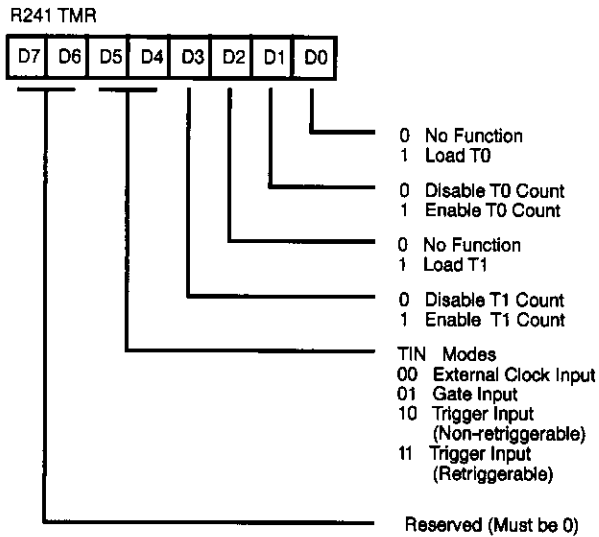 R241 TMR
D7 D6 D5 D4 D3 D2 D1 D0
0 No Function
1 Load T0
0 Disable T0 Count
1 Enable T0 Count
0 No Function
1 Load T1
0 Disable T1 Count
1 Enable T1 Count
TIN Modes
00 External Clock Input
01 Gate Input
10 Trigger Input
(Non-retriggerable)
11 Trigger Input
(Retriggerable)
Reserved (Must be 0)